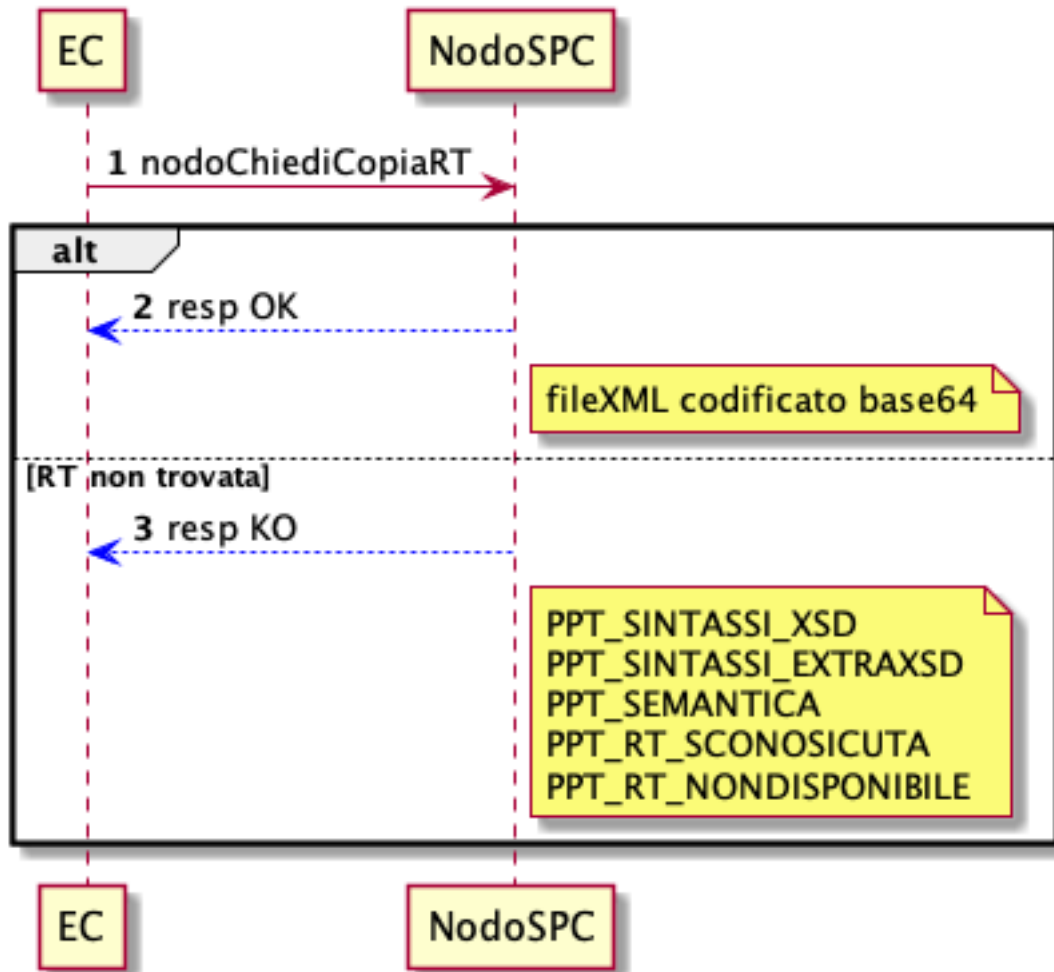 EC
NodoSPC
1 nodoChiediCopiaRT
alt
2 resp OK
fileXML codificato base64
[RT non trovata]
3 resp KO
PPT_SINTASSI_XSD
PPT_SINTASSI_EXTRAXSD
PPT_SEMANTICA
PPT_RT_SCONOSICUTA
PPT_RT_NONDISPONIBILE
EC
NodoSPC